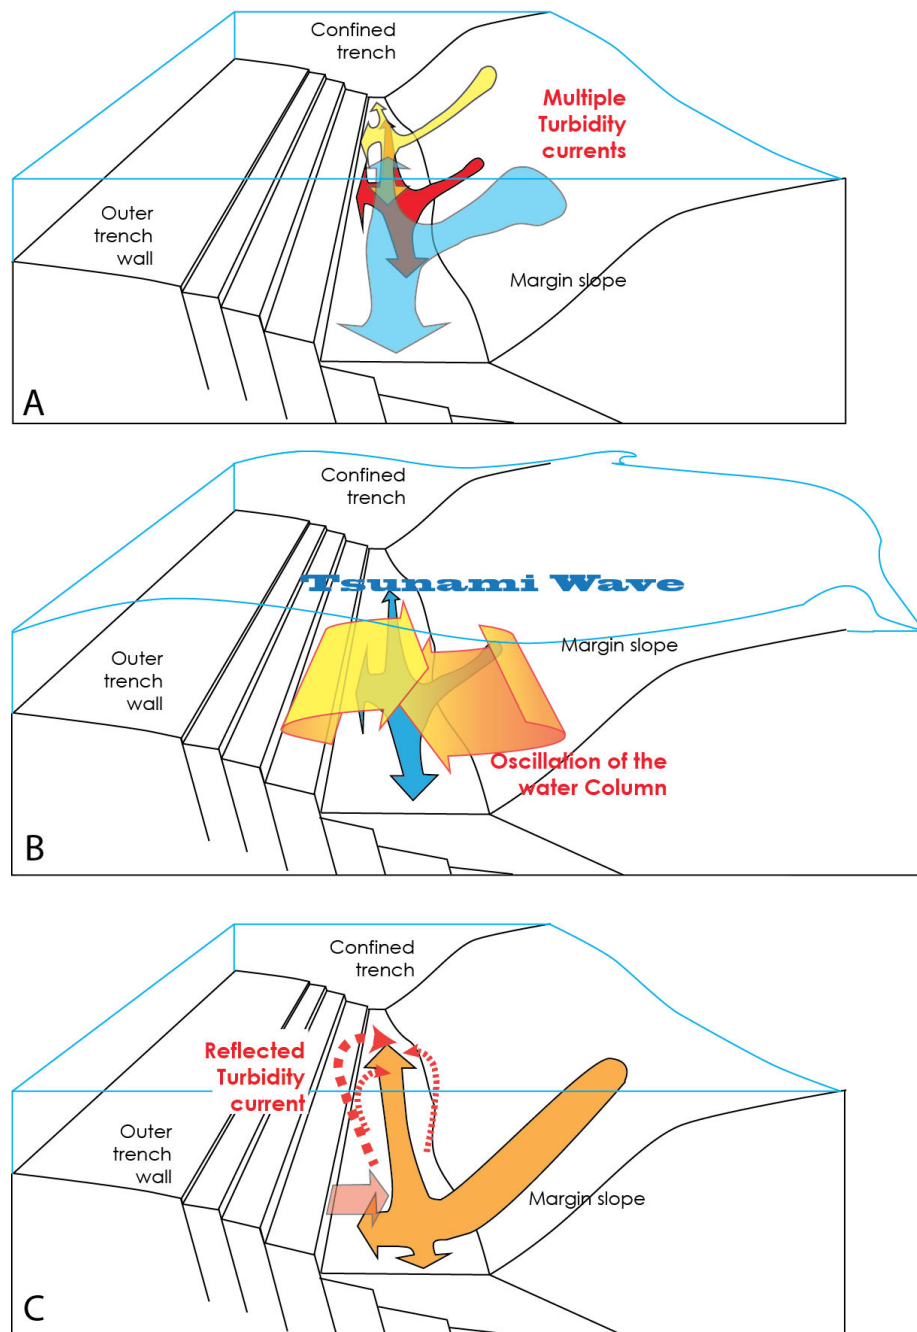 Confined
trench
Multiple
Turbidity
currents
Outer
trench
wall
Margin slope
A
Confined
trench
Tsunami Wave
Margin slope
Outer
trench
wall
Oscillation of the
water Column
B
Confined
trench
Reflected
Turbidity
current
Outer
trench
wall
Margin slope
C